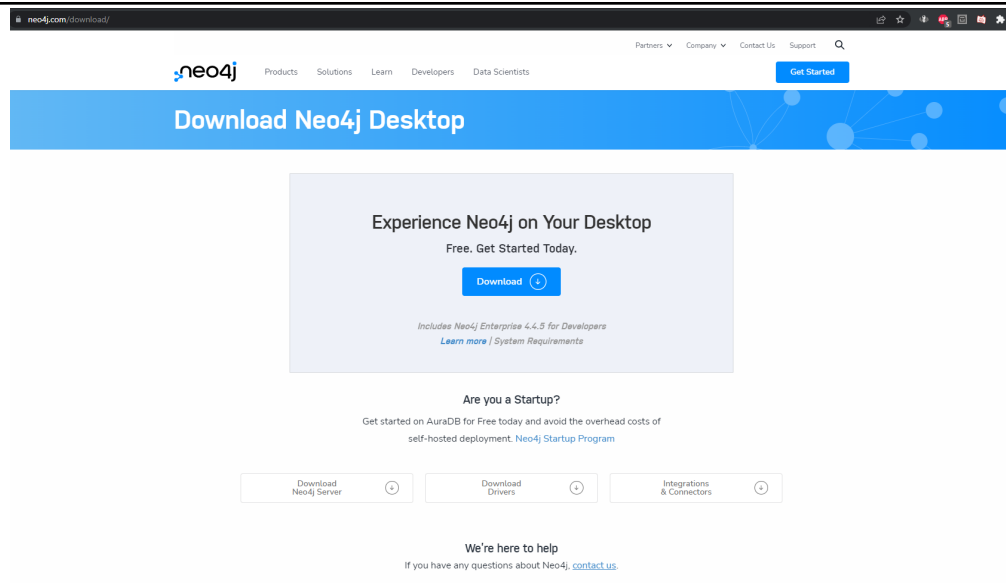 neo4j.com/download/
Partners Company Contact Us Support
neo4j Products Solutions Learn Developers Data Scientists Get Started
Download Neo4j Desktop
Experience Neo4j on Your Desktop
Free. Get Started Today.
Download
Includes Neo4j Enterprise 4.4.5 for Developers
Learn more | System Requirements
Are you a Startup?
Get started on AuraDB for Free today and avoid the overhead costs of
self-hosted deployment. Neo4j Startup Program
Download
Neo4j Server
Download
Drivers
Integrations
& Connectors
We're here to help
If you have any questions about Neo4j, contact us.